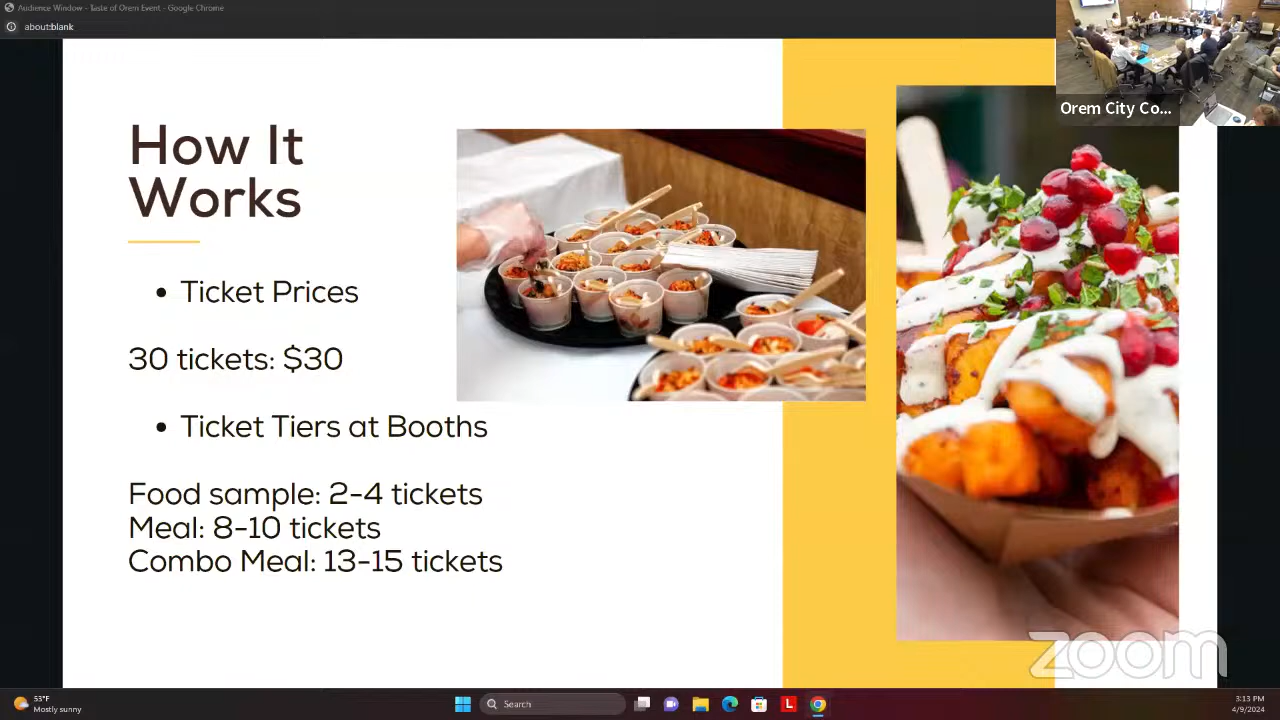 Audience Window - Taste of Orem Event - Google Chrome
about:blank
Orem City Co...
How It
Works
• Ticket Prices
30 tickets: $30
• Ticket Tiers at Booths
Food sample: 2-4 tickets
Meal: 8-10 tickets
Combo Meal: 13-15 tickets
zoom
53°F
Mostly sunny
Search
L
3:13 PM
4/9/2024